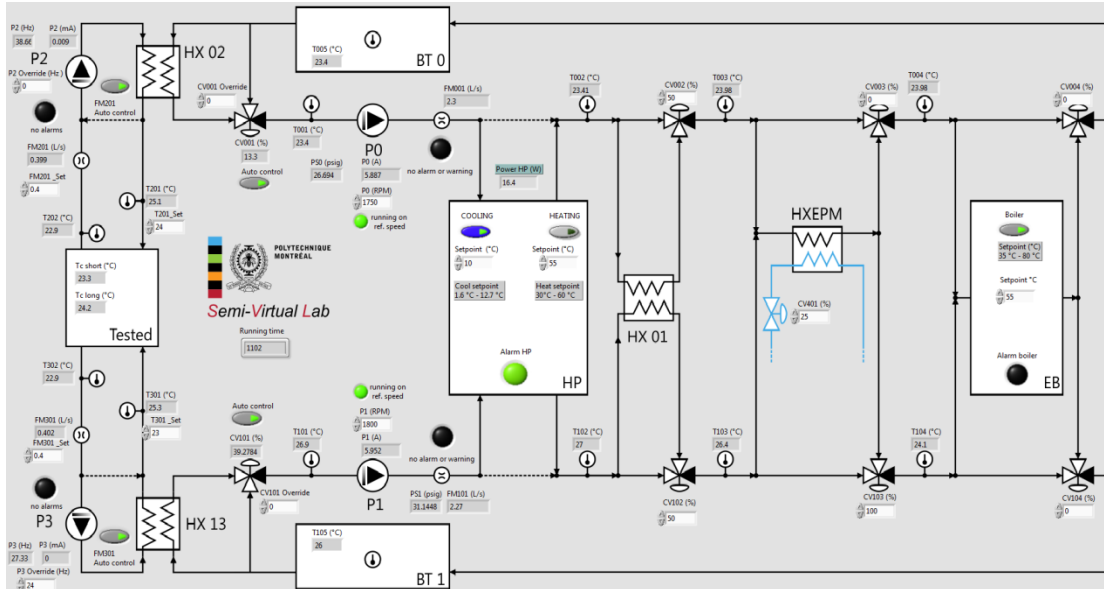 P2 (Hz)
38.66
P2 (mA)
0.009
P2
P2 Override (Hz )
0
no alarms
FM201
Auto control
HX 02
CV001 Override
0
T005 (°C)
23.4
BT 0
FM201 (L/s)
0.399
FM201 _Set
0.4
T202 (°C)
22.9
T201 (°C)
25.1
T201_Set
24
CV001 (%)
13.3
Auto control
T001 (°C)
23.4
PS0 (psig)
26.694
P0
P0 (A)
5.887
P0 (RPM)
1750
running on
ref. speed
FM001 (L/s)
2.3
no alarm or warning
T002 (°C)
23.41
CV002 (%)
50
T003 (°C)
23.98
CV003 (%)
0
T004 (°C)
23.98
CV004 (%)
0
Power HP (W)
16.4
COOLING
HEATING
Setpoint (°C)
10
Setpoint (°C)
55
Cool setpoint
1.6 °C - 12.7 °C
Heat setpoint
30°C - 60 °C
Alarm HP
HP
HX 01
HXEPM
CV401 (%)
25
Boiler
Setpoint (°C)
35 °C - 80 °C
Setpoint °C
55
Alarm boiler
EB
Tc short (°C)
23.3
Tc long (°C)
24.2
Tested
POLYTECHNIQUE
MONTRÉAL
Semi-Virtual Lab
Running time
1102
T302 (°C)
22.9
T301 (°C)
25.3
T301 _Set
23
FM301 (L/s)
0.402
FM301 _Set
0.4
no alarms
P3
P3 (Hz)
27.33
P3 (mA)
0
P3 Override (Hz)
24
FM301
Auto control
HX 13
Auto control
CV101 (%)
39.2784
CV101 Override
0
T101 (°C)
26.9
running on
ref. speed
P1 (RPM)
1800
P1 (A)
5.952
P1
no alarm or warning
PS1 (psig)
31.1448
FM101 (L/s)
2.27
T105 (°C)
26
BT 1
T102 (°C)
27
CV102 (%)
50
T103 (°C)
26.4
CV103 (%)
100
T104 (°C)
24.1
CV104 (%)
0